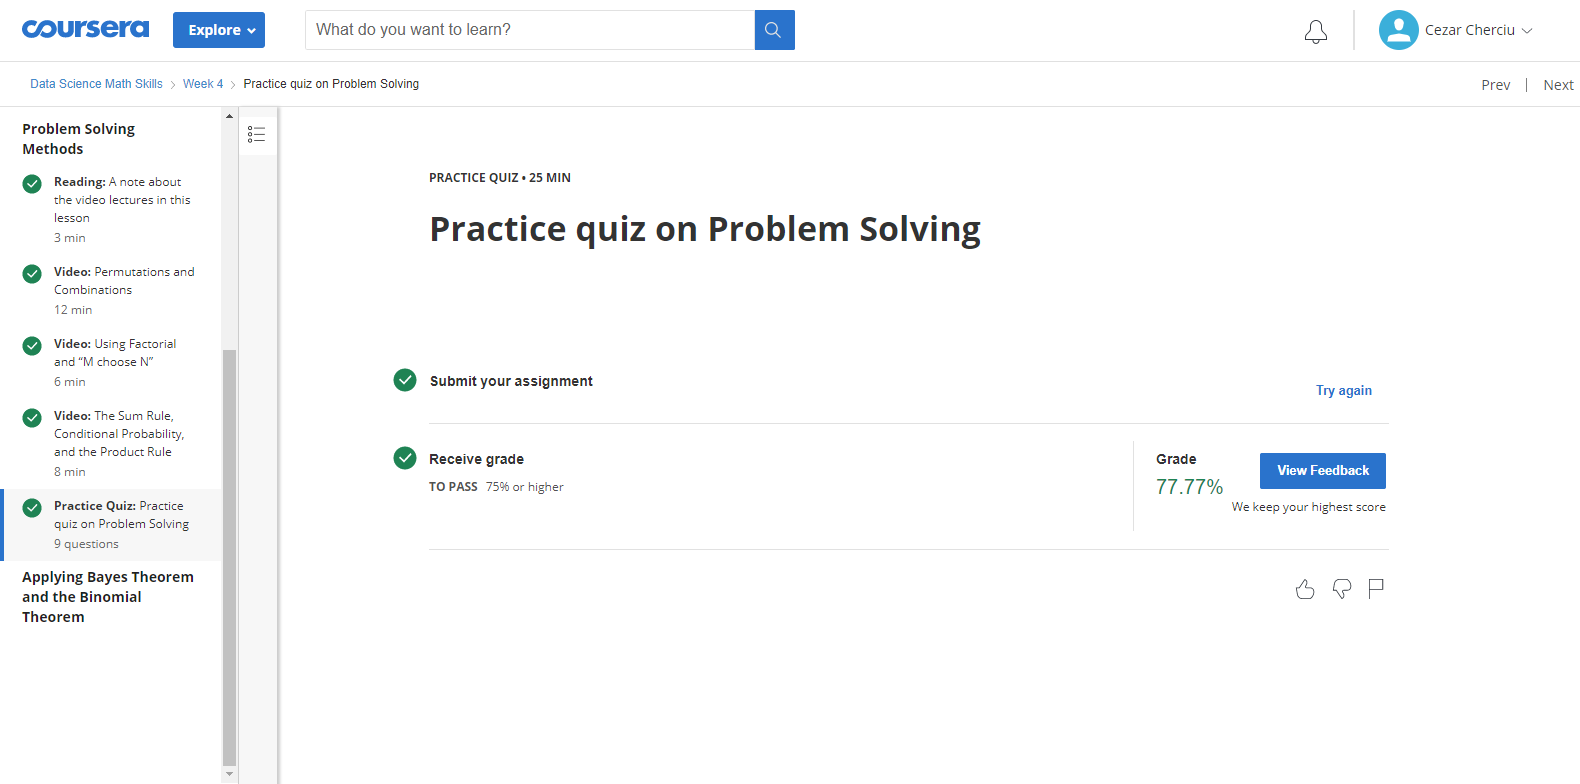 coursera
Explore
What do you want to learn?
Cezar Cherciu
Data Science Math Skills > Week 4 > Practice quiz on Problem Solving
Prev | Next
Problem Solving
Methods
Reading: A note about
the video lectures in this
lesson
3 min
Video: Permutations and
Combinations
12 min
Video: Using Factorial
and “M choose N”
6 min
Video: The Sum Rule,
Conditional Probability,
and the Product Rule
8 min
Practice Quiz: Practice
quiz on Problem Solving
9 questions
Applying Bayes Theorem
and the Binomial
Theorem
PRACTICE QUIZ • 25 MIN
Practice quiz on Problem Solving
Submit your assignment
Try again
Receive grade
TO PASS 75% or higher
Grade
77.77%
View Feedback
We keep your highest score